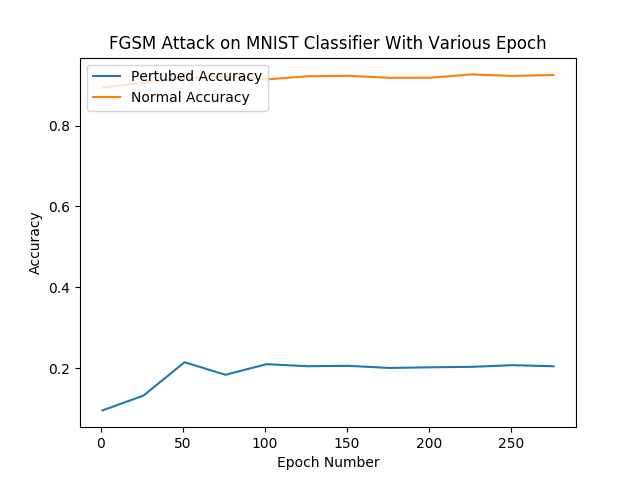 FGSM Attack on MNIST Classifier With Various Epoch
Pertubed Accuracy
Normal Accuracy
Accuracy
0.8
0.6
0.4
0.2
0 50 100 150 200 250
Epoch Number